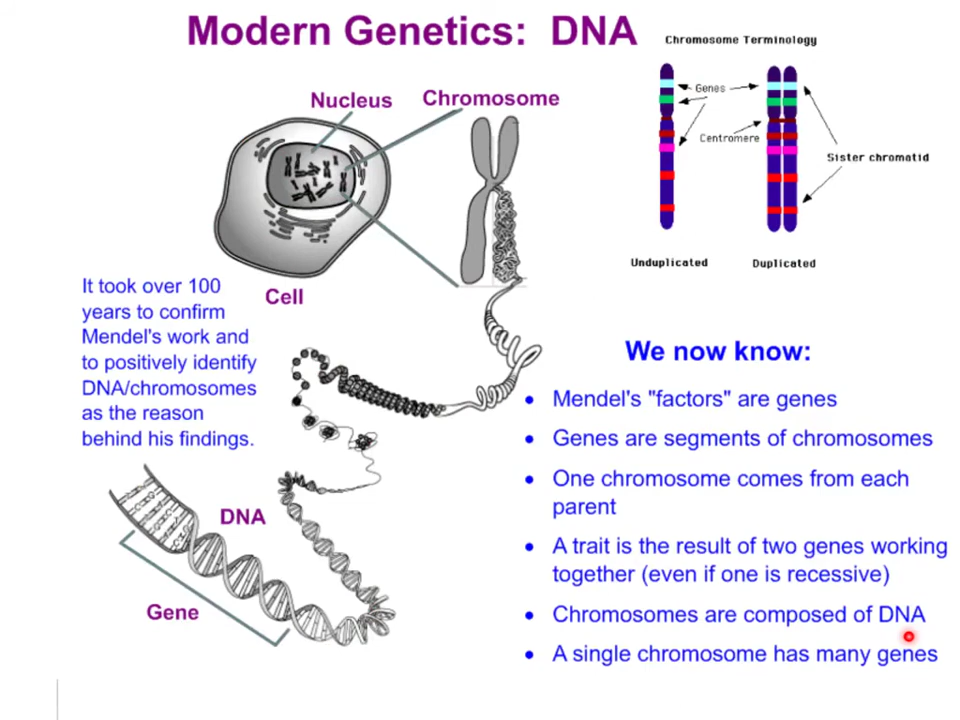 Modern Genetics: DNA
Chromosome Terminology
Nucleus
Chromosome
Genes
Centromere
Sister chromatid
Unduplicated
Duplicated
Cell
It took over 100
years to confirm
Mendel's work and
to positively identify
DNA/chromosomes
as the reason
behind his findings.
DNA
Gene
We now know:
• Mendel's "factors" are genes
• Genes are segments of chromosomes
• One chromosome comes from each
parent
• A trait is the result of two genes working
together (even if one is recessive)
• Chromosomes are composed of DNA
• A single chromosome has many genes